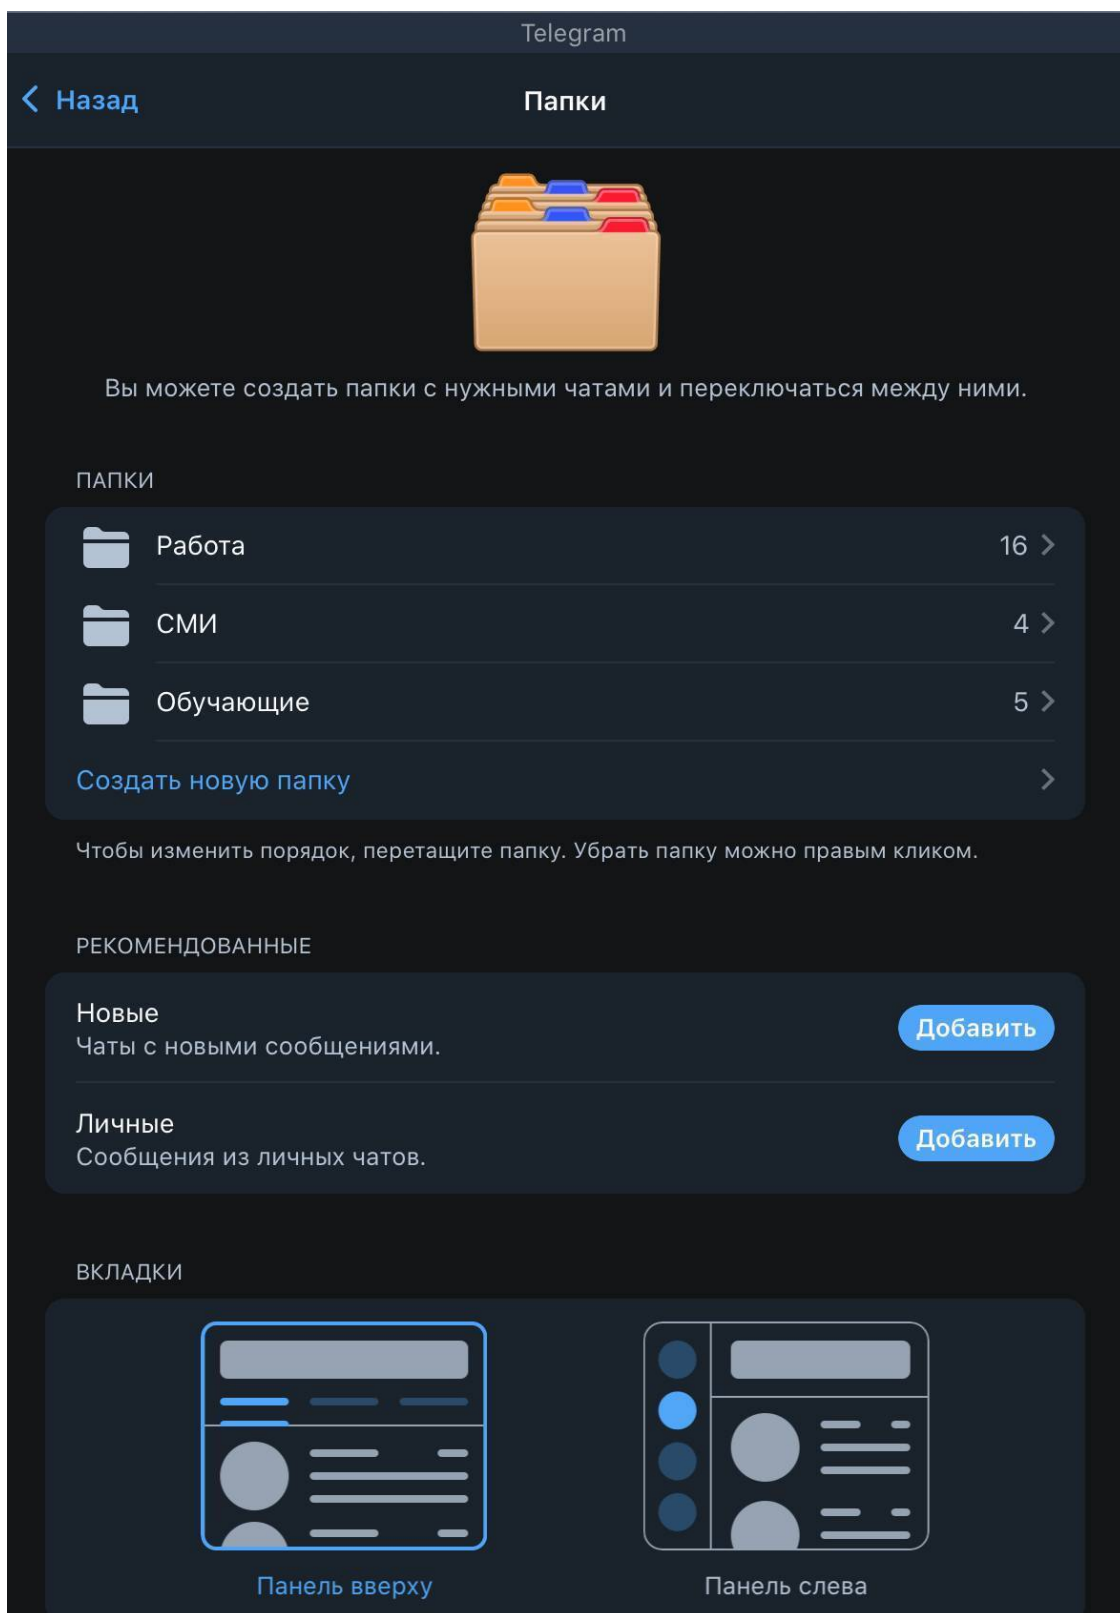 Telegram
Назад
Папки
Вы можете создать папки с нужными чатами и переключаться между ними.
ПАПКИ
Работа 16
СМИ 4
Обучающие 5
Создать новую папку
Чтобы изменить порядок, перетащите папку. Убрать папку можно правым кликом.
РЕКОМЕНДОВАННЫЕ
Новые
Чаты с новыми сообщениями.
Добавить
Личные
Сообщения из личных чатов.
Добавить
ВКЛАДКИ
Панель вверху
Панель слева